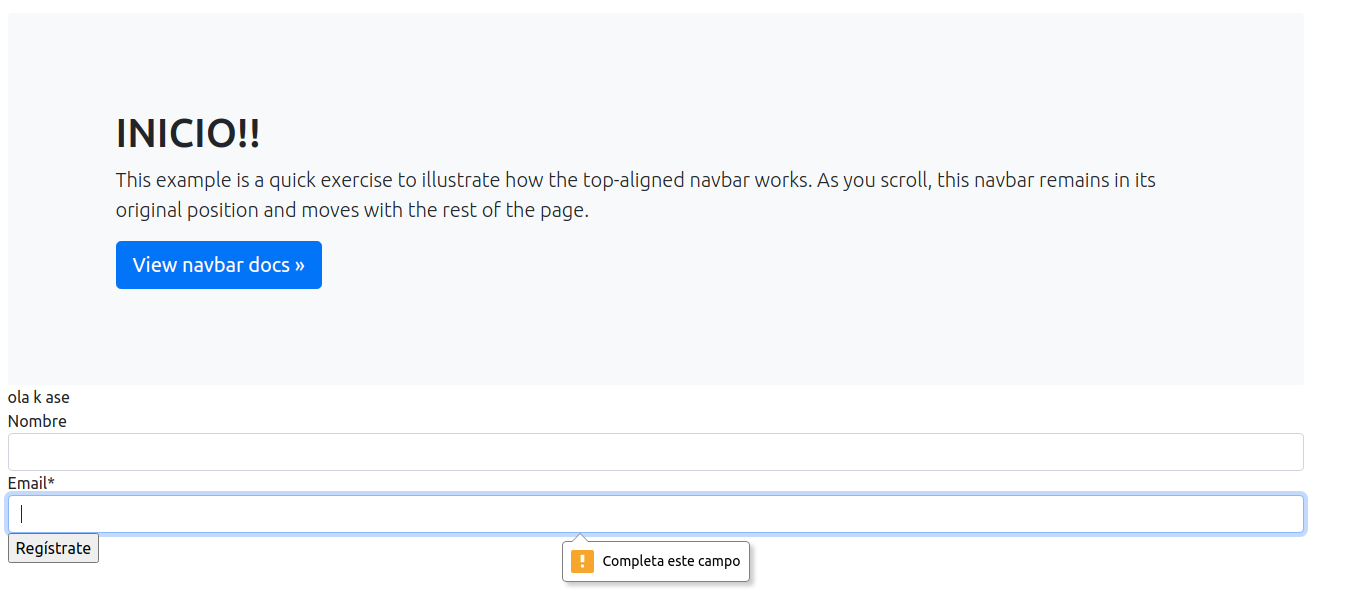 INICIO!!
This example is a quick exercise to illustrate how the top-aligned navbar works. As you scroll, this navbar remains in its
original position and moves with the rest of the page.
View navbar docs »
ola k ase
Nombre
Email*
Regístrate
Completa este campo